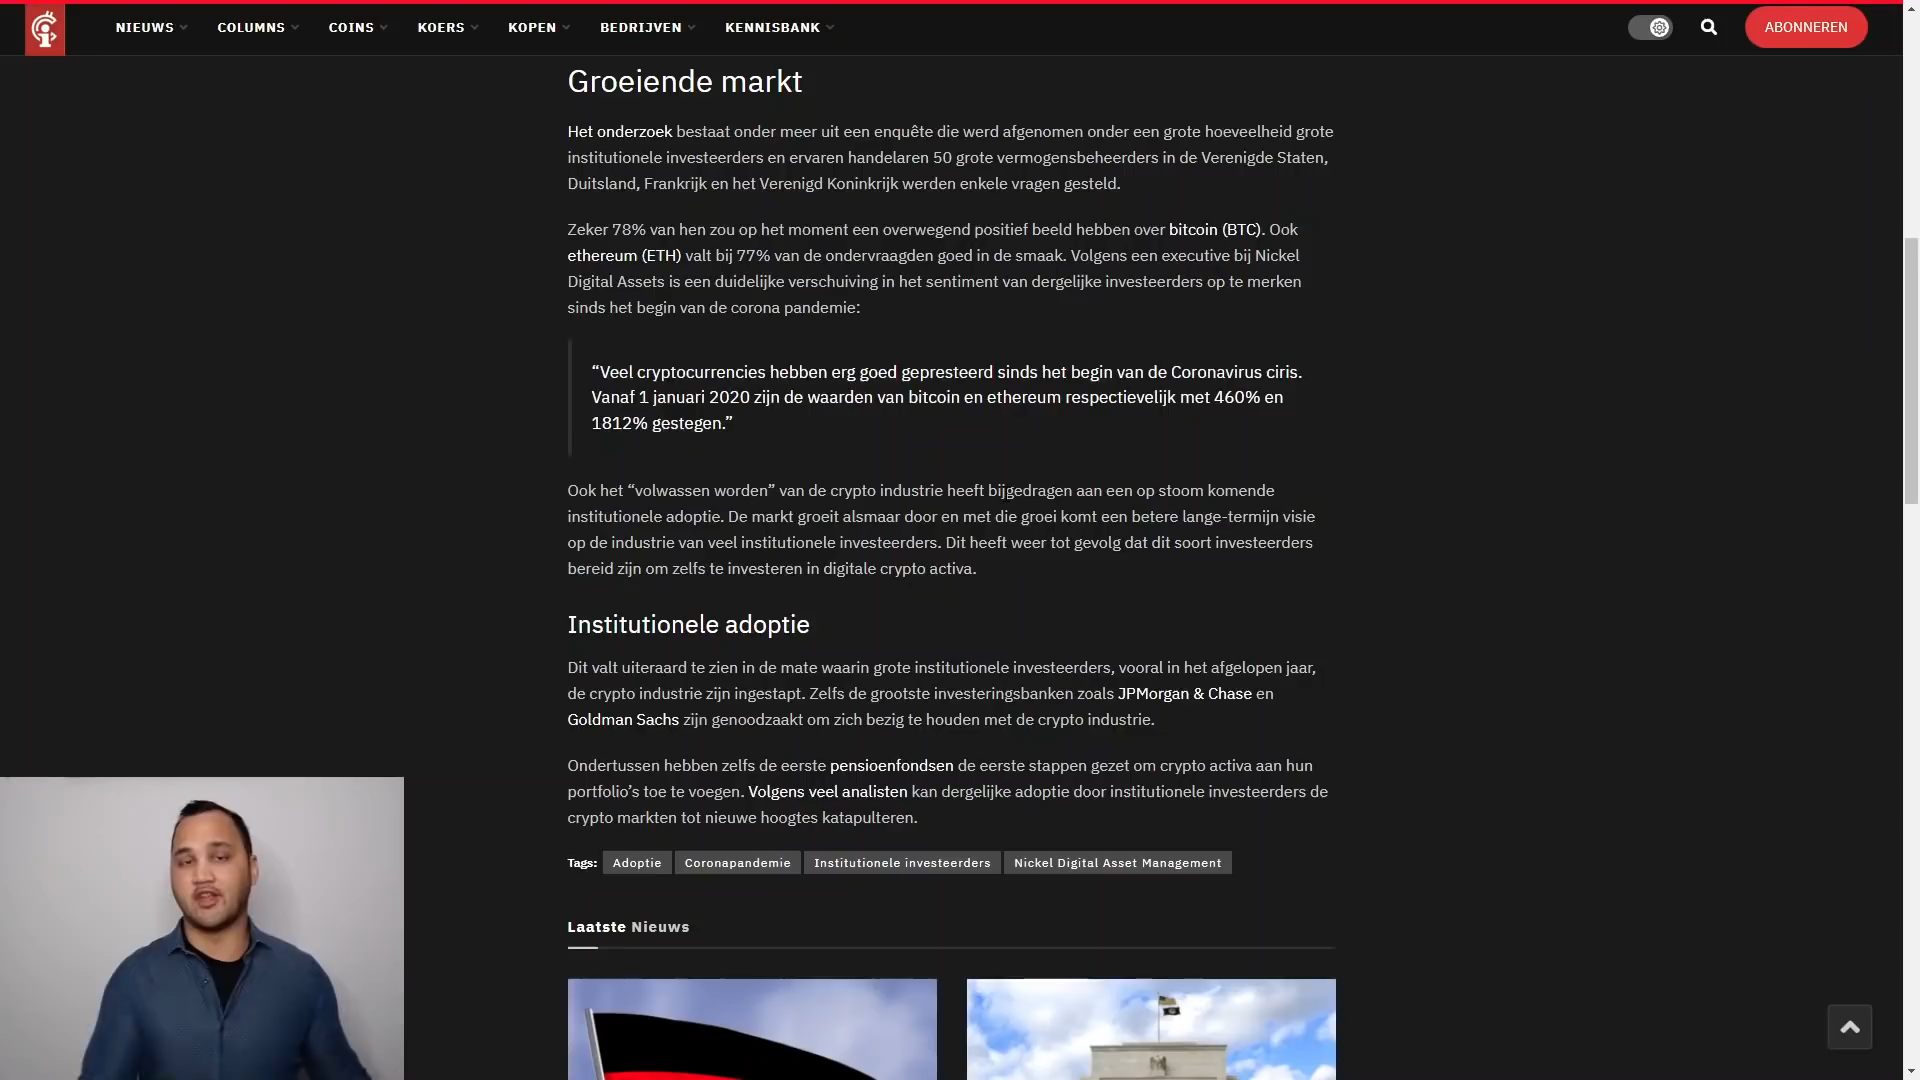 NIEUWS COLUMNS COINS KOERS KOPEN BEDRIJVEN KENNISBANK ABONNEREN
Groeiende markt
Het onderzoek bestaat onder meer uit een enquête die werd afgenomen onder een grote hoeveelheid grote
institutionele investeerders en ervaren handelaren 50 grote vermogensbeheerders in de Verenigde Staten,
Duitsland, Frankrijk en het Verenigd Koninkrijk werden enkele vragen gesteld.
Zeker 78% van hen zou op het moment een overwegend positief beeld hebben over bitcoin (BTC). Ook
ethereum (ETH) valt bij 77% van de ondervraagden goed in de smaak. Volgens een executive bij Nickel
Digital Assets is een duidelijke verschuiving in het sentiment van dergelijke investeerders op te merken
sinds het begin van de corona pandemie:
“Veel cryptocurrencies hebben erg goed gepresteerd sinds het begin van de Coronavirus ciris.
Vanaf 1 januari 2020 zijn de waarden van bitcoin en ethereum respectievelijk met 460% en
1812% gestegen.”
Ook het “volwassen worden” van de crypto industrie heeft bijgedragen aan een op stoom komende
institutionele adoptie. De markt groeit alsmaar door en met die groei komt een betere lange-termijn visie
op de industrie van veel institutionele investeerders. Dit heeft weer tot gevolg dat dit soort investeerders
bereid zijn om zelfs te investeren in digitale crypto activa.
Institutionele adoptie
Dit valt uiteraard te zien in de mate waarin grote institutionele investeerders, vooral in het afgelopen jaar,
de crypto industrie zijn ingestapt. Zelfs de grootste investeringsbanken zoals JPMorgan & Chase en
Goldman Sachs zijn genoodzaakt om zich bezig te houden met de crypto industrie.
Ondertussen hebben zelfs de eerste pensioenfondsen de eerste stappen gezet om crypto activa aan hun
portfolio’s toe te voegen. Volgens veel analisten kan dergelijke adoptie door institutionele investeerders de
crypto markten tot nieuwe hoogtes katapulteren.
Tags: Adoptie Coronapandemie Institutionele investeerders Nickel Digital Asset Management
Laatste Nieuws